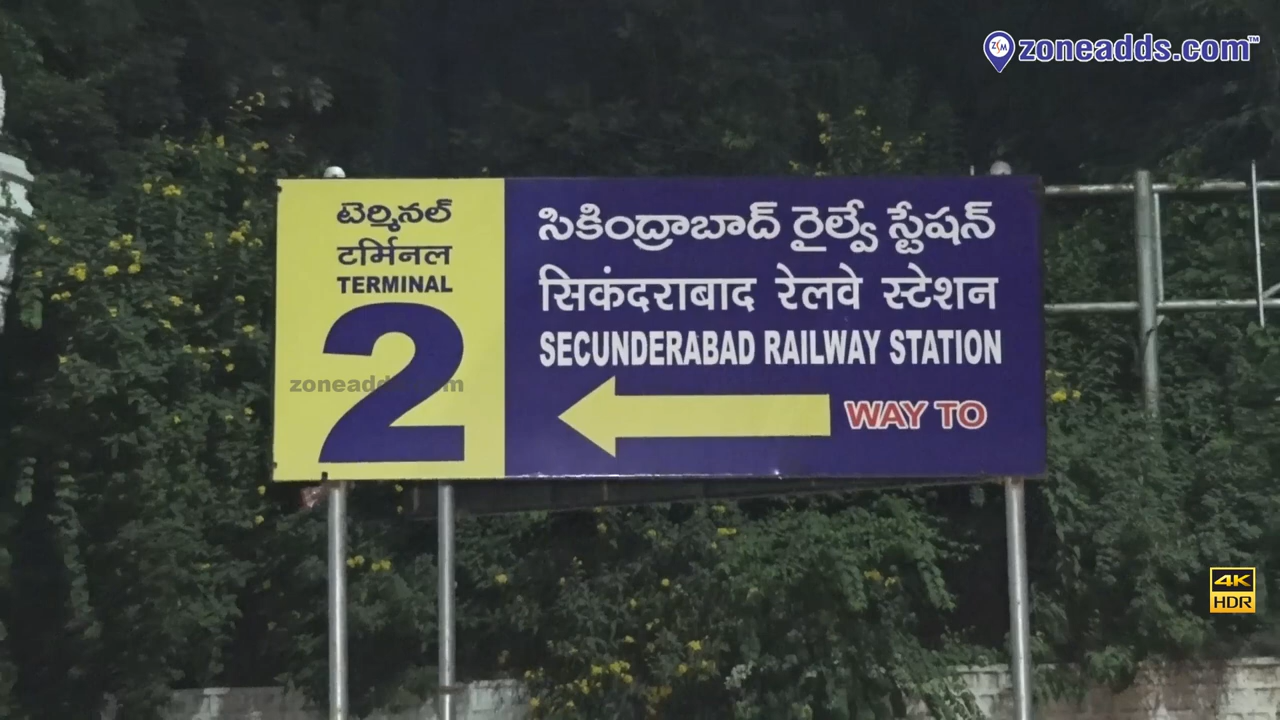 zoneadds.com™
టెర్మినల్
टर्मिनल
TERMINAL
2
zoneadds.com
సికింద్రాబాద్ రైల్వే స్టేషన్
सिकंदराबाद रेलवे स्टेशन
SECUNDERABAD RAILWAY STATION
WAY TO
4K
HDR